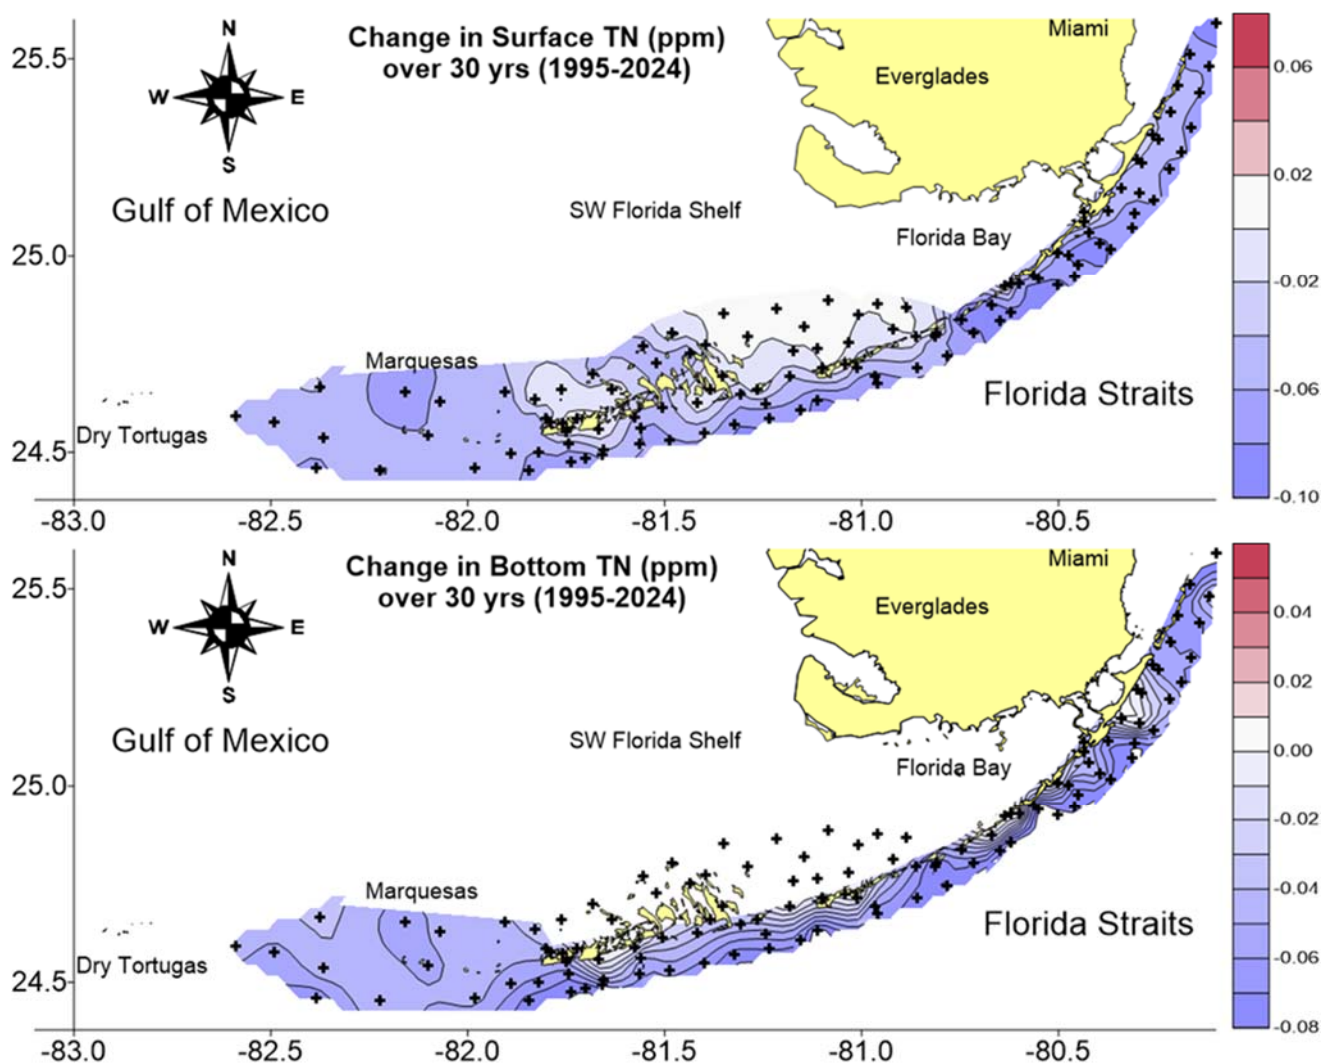 Change in Surface TN (ppm)
over 30 yrs (1995-2024)
N
W E
S
Gulf of Mexico
SW Florida Shelf
Everglades
Miami
Florida Bay
Marquesas
Dry Tortugas
Florida Straits
25.5
25.0
24.5
-83.0 -82.5 -82.0 -81.5 -81.0 -80.5
0.06
0.02
-0.02
-0.06
-0.10
Change in Bottom TN (ppm)
over 30 yrs (1995-2024)
N
W E
S
Gulf of Mexico
SW Florida Shelf
Everglades
Miami
Florida Bay
Marquesas
Dry Tortugas
Florida Straits
25.5
25.0
24.5
-83.0 -82.5 -82.0 -81.5 -81.0 -80.5
0.04
0.02
0.00
-0.02
-0.04
-0.06
-0.08